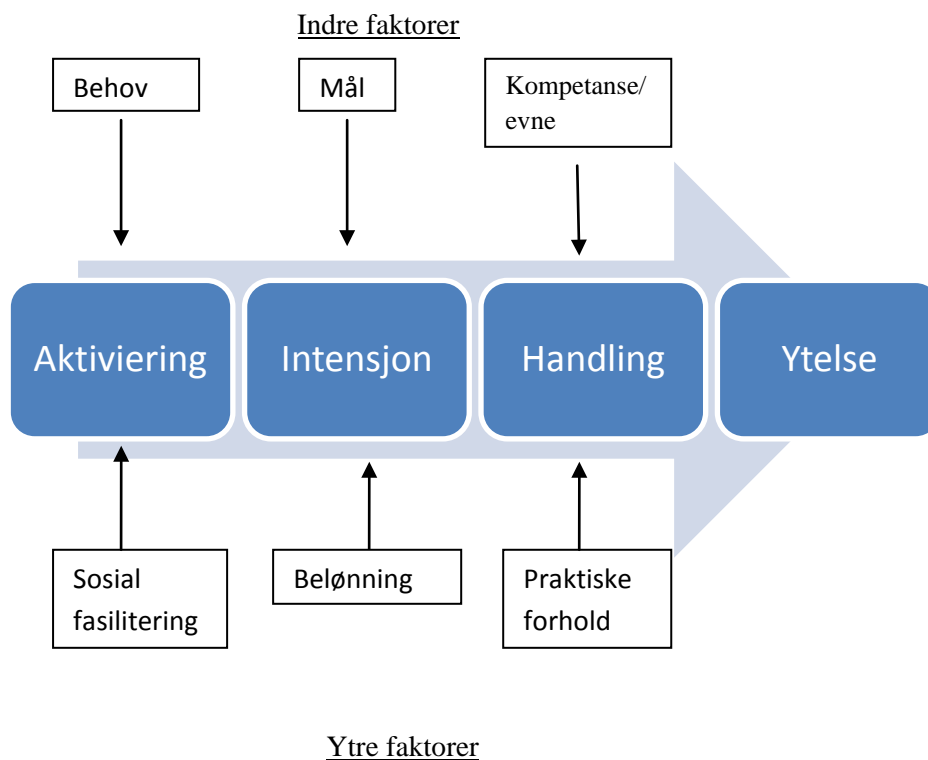 Indre faktorer
Behov
Mål
Kompetanse/
evne
Aktiviering
Intensjon
Handling
Ytelse
Sosial
fasilitering
Belønning
Praktiske
forhold
Ytre faktorer